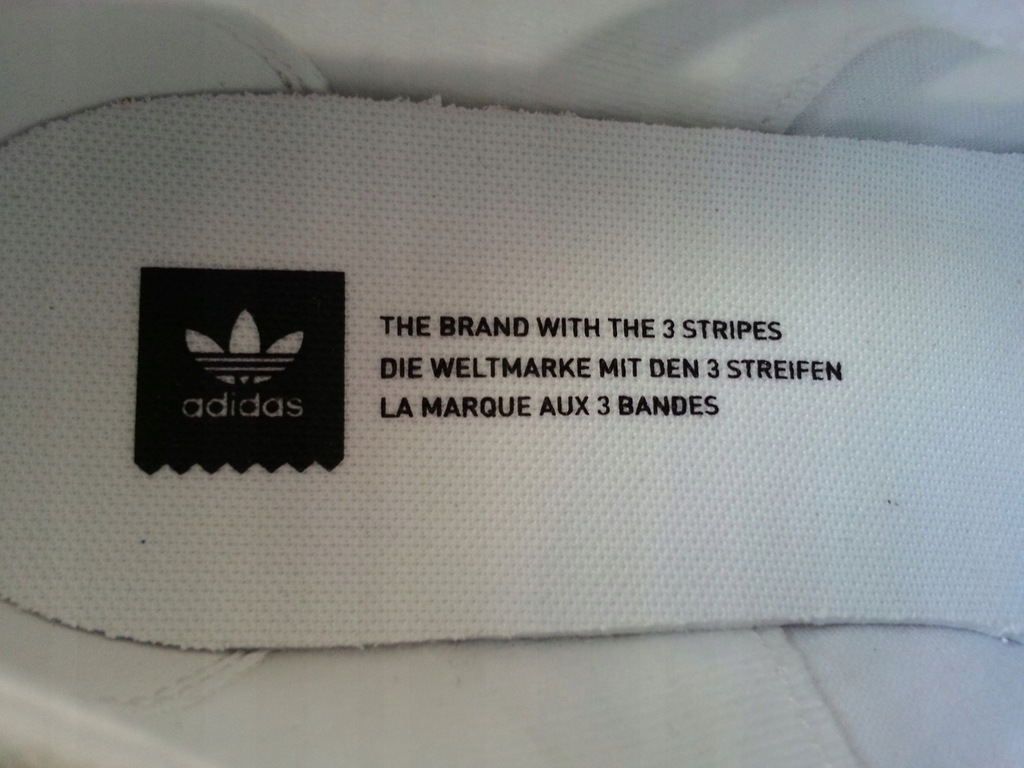 adidas
THE BRAND WITH THE 3 STRIPES
DIE WELTMARKE MIT DEN 3 STREIFEN
LA MARQUE AUX 3 BANDES